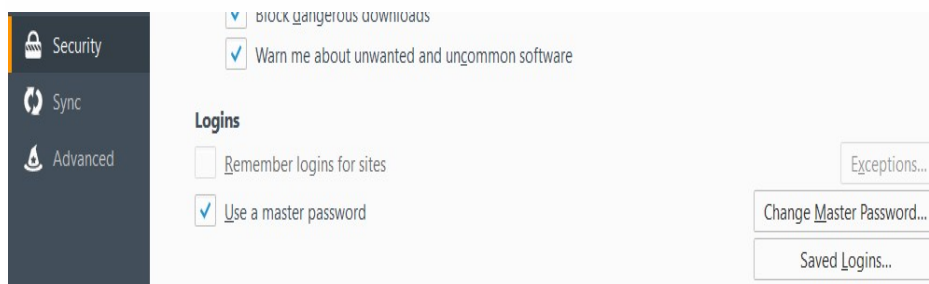 Block dangerous downloads
Security
Warn me about unwanted and uncommon software
Sync
Logins
Advanced
Remember logins for sites
Exceptions...
Use a master password
Change Master Password...
Saved Logins...